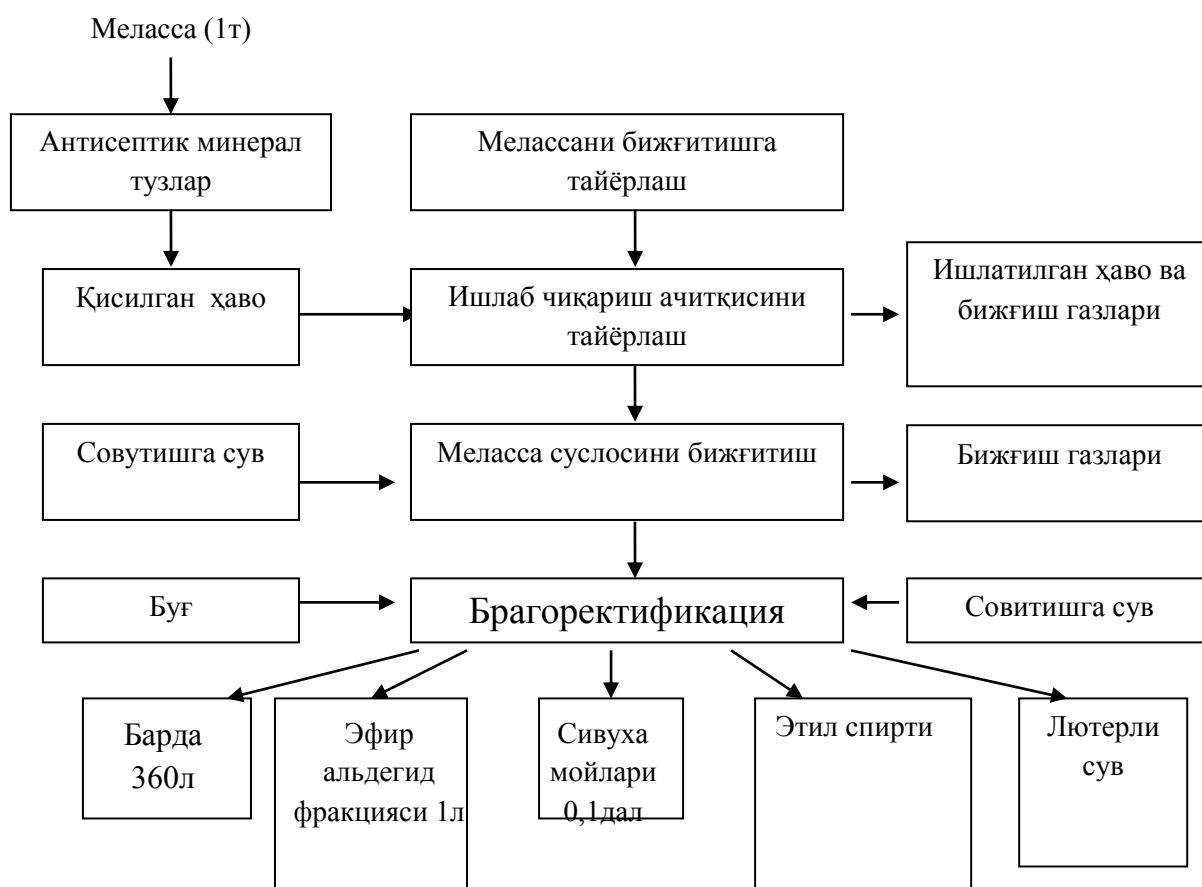 Меласса (1т)
Антисептик минерал
тузлар
Мелассани бижғитишга
тайёрлаш
Қисилган ҳаво
Ишлаб чиқариш ачитқисини
тайёрлаш
Ишлатилган ҳаво ва
бижғиш газлари
Совутишга сув
Меласса суслосини бижғитиш
Бижғиш газлари
Буғ
Брагоректификация
Совитишга сув
Барда
360л
Эфир
альдегид
фракцияси 1л
Сивуха
мойлари
0,1дал
Этил спирти
Лютерли
сув